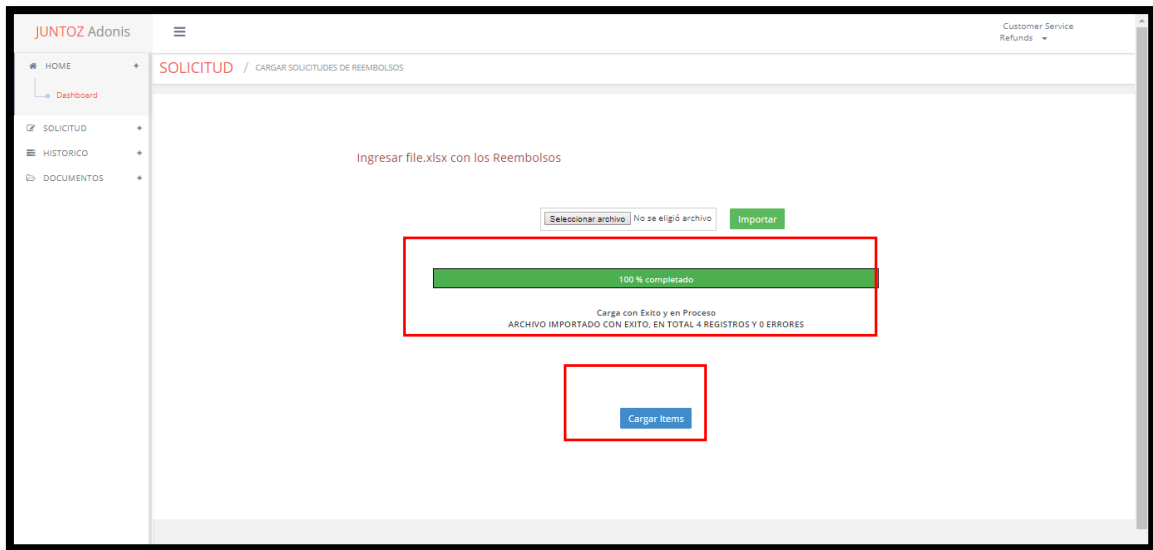 JUNTOZ Adonis
Customer Service
Refunds
HOME +
Dashboard
SOLICITUD +
HISTORICO +
DOCUMENTOS +
SOLICITUD / CARGAR SOLICITUDES DE REEMBOLSOS
Ingresar file.xlsx con los Reembolsos
Seleccionar archivo No se eligió archivo Importar
100 % completado
Carga con Exito y en Proceso
ARCHIVO IMPORTADO CON EXITO, EN TOTAL 4 REGISTROS Y 0 ERRORES
Cargar Items